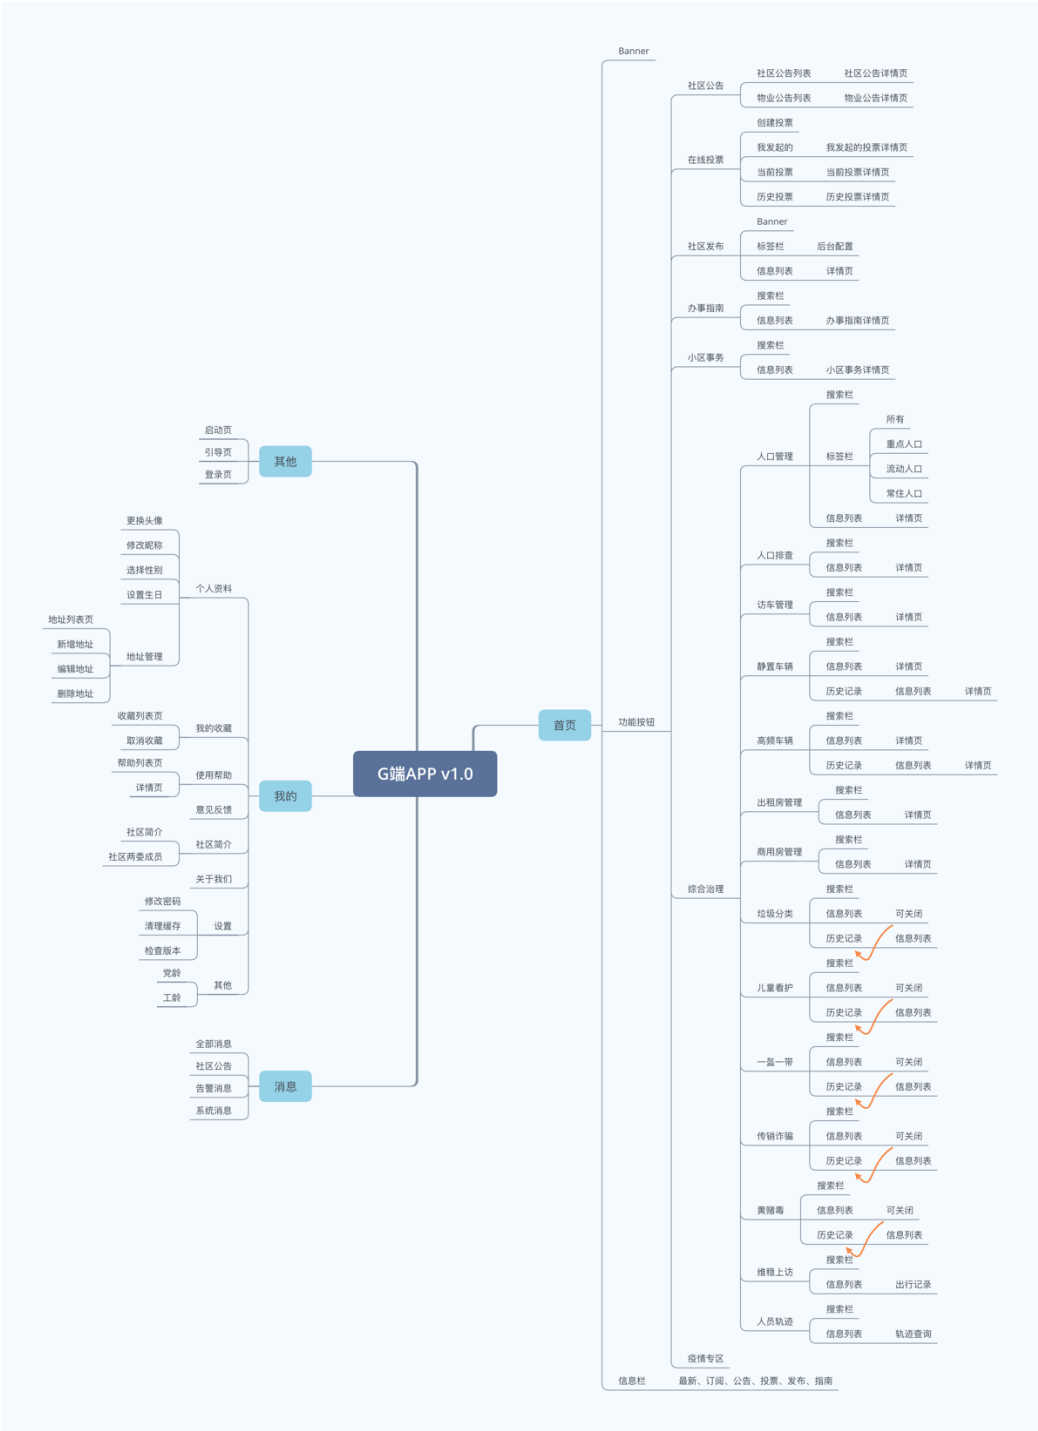 G端APP v1.0
首页
Banner
功能按钮
社区公告
社区公告列表
社区公告详情页
物业公告列表
物业公告详情页
在线投票
创建投票
我发起的
我发起的投票详情页
当前投票
当前投票详情页
历史投票
历史投票详情页
社区发布
Banner
标签栏
后台配置
信息列表
详情页
办事指南
搜索栏
信息列表
办事指南详情页
小区事务
搜索栏
信息列表
小区事务详情页
综合治理
人口管理
搜索栏
标签栏
所有
重点人口
流动人口
常住人口
信息列表
详情页
人口排查
搜索栏
信息列表
详情页
访车管理
搜索栏
信息列表
详情页
静置车辆
搜索栏
信息列表
详情页
历史记录
信息列表
详情页
高频车辆
搜索栏
信息列表
详情页
历史记录
信息列表
详情页
出租房管理
搜索栏
信息列表
详情页
商用房管理
搜索栏
信息列表
详情页
垃圾分类
搜索栏
信息列表
可关闭
历史记录
信息列表
儿童看护
搜索栏
信息列表
可关闭
历史记录
信息列表
一盔一带
搜索栏
信息列表
可关闭
历史记录
信息列表
传销诈骗
搜索栏
信息列表
可关闭
历史记录
信息列表
黄赌毒
搜索栏
信息列表
可关闭
历史记录
信息列表
维稳上访
搜索栏
信息列表
出行记录
人员轨迹
搜索栏
信息列表
轨迹查询
疫情专区
信息栏
最新、订阅、公告、投票、发布、指南
其他
启动页
引导页
登录页
我的
个人资料
更换头像
修改昵称
选择性别
设置生日
地址管理
地址列表页
新增地址
编辑地址
删除地址
我的收藏
收藏列表页
取消收藏
使用帮助
帮助列表页
详情页
意见反馈
社区简介
社区简介
社区两委成员
关于我们
设置
修改密码
清理缓存
检查版本
其他
党龄
工龄
消息
全部消息
社区公告
告警消息
系统消息